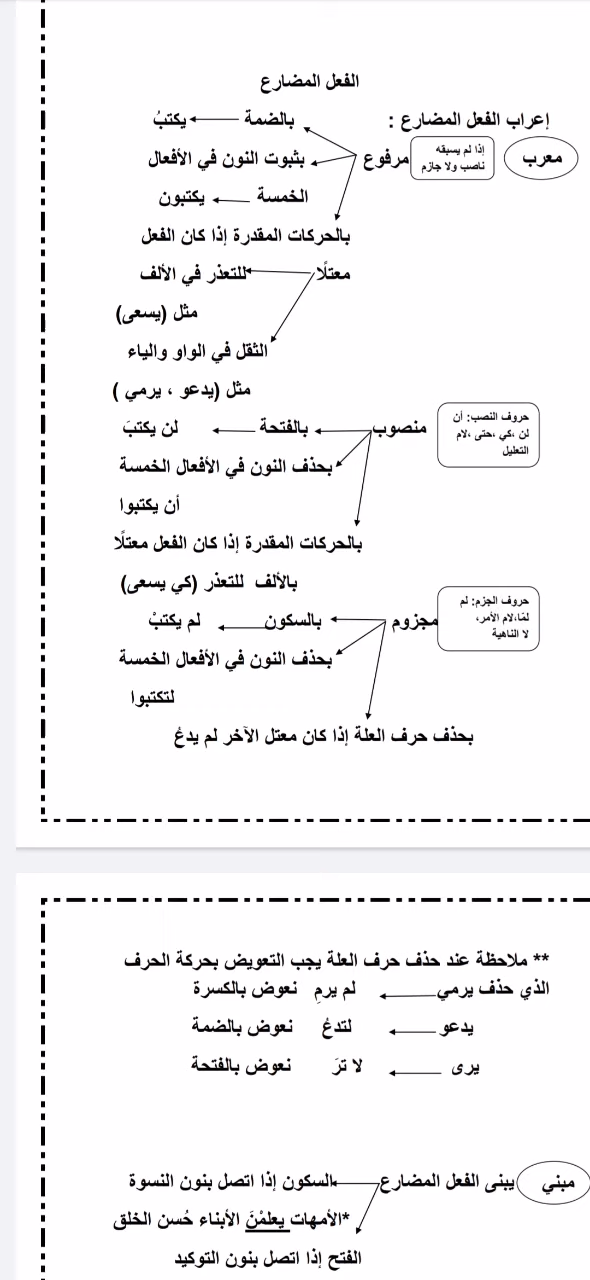 الفعل المضارع
إعراب الفعل المضارع :
معرب
إذا لم يسبقه
ناصب ولا جازم
مرفوع
بالضمة
يكتبُ
بثبوت النون في الأفعال
الخمسة
يكتبون
بالحركات المقدرة إذا كان الفعل
معتلًا
للتعذر في الألف
مثل (يسعى)
الثقل في الواو والياء
مثل (يدعو ، يرمي )
حروف النصب: أن
لن ،كي ،حتى ،لام
التعليل
منصوب
بالفتحة
لن يكتبَ
بحذف النون في الأفعال الخمسة
أن يكتبوا
بالحركات المقدرة إذا كان الفعل معتلًا
بالألف للتعذر (كي يسعى)
حروف الجزم: لم
لمّا،لام الأمر،
لا الناهية
مجزوم
بالسكون
لم يكتبْ
بحذف النون في الأفعال الخمسة
لتكتبوا
بحذف حرف العلة إذا كان معتل الآخر لم يدعُ
** ملاحظة عند حذف حرف العلة يجب التعويض بحركة الحرف
الذي حذف يرمي لم يرمِ نعوض بالكسرة
يدعو لتدعُ نعوض بالضمة
يرى لا ترَ نعوض بالفتحة
مبني
يبنى الفعل المضارع
السكون إذا اتصل بنون النسوة
*الأمهات يعلمْنَ الأبناء حُسن الخلق
الفتح إذا اتصل بنون التوكيد